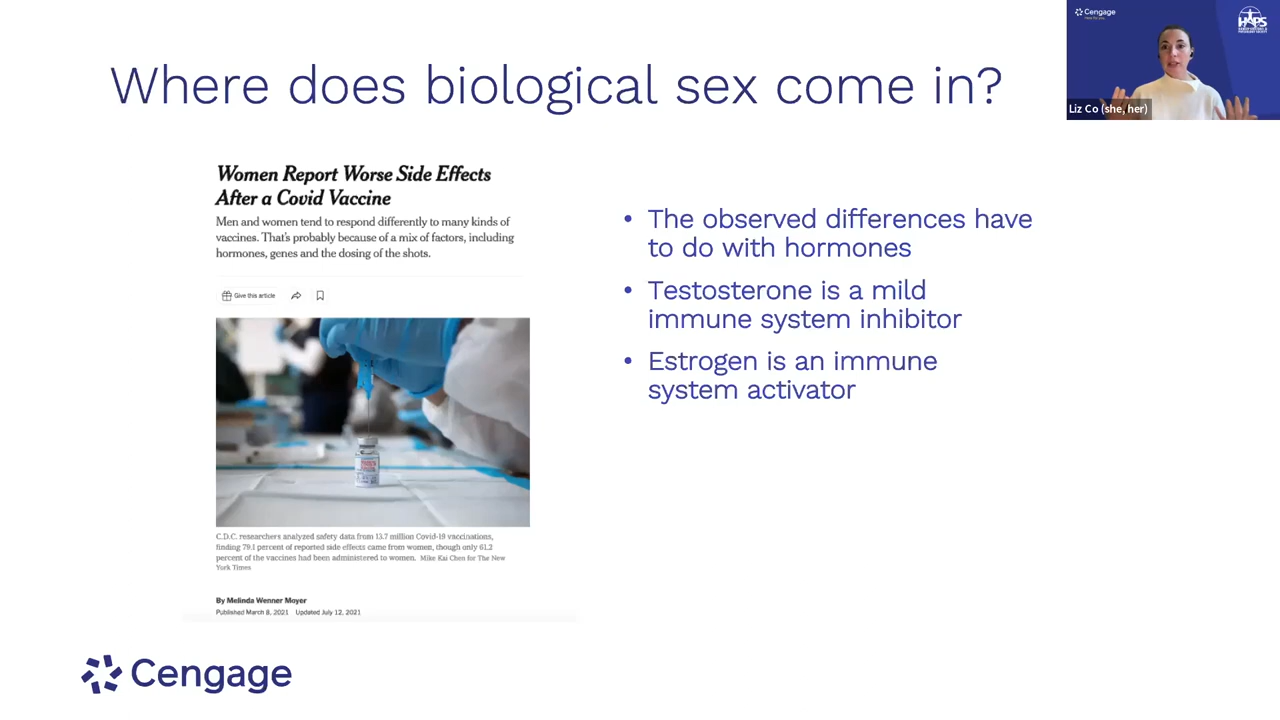 Where does biological sex come in?
Cengage
HAPS
Liz Co (she, her)
Women Report Worse Side Effects
After a Covid Vaccine
Men and women tend to respond differently to many kinds of
vaccines. That's probably because of a mix of factors, including
hormones, genes and the dosing of the shots.
Give this article
C.D.C. researchers analyzed safety data from 13.7 million Covid-19 vaccinations,
finding 79.1 percent of reported side effects came from women, though only 61.2
percent of the vaccines had been administered to women. Mike Kai Chen for The New
York Times
By Melinda Wenner Moyer
Published March 8, 2021 Updated July 12, 2021
• The observed differences have
to do with hormones
• Testosterone is a mild
immune system inhibitor
• Estrogen is an immune
system activator
Cengage